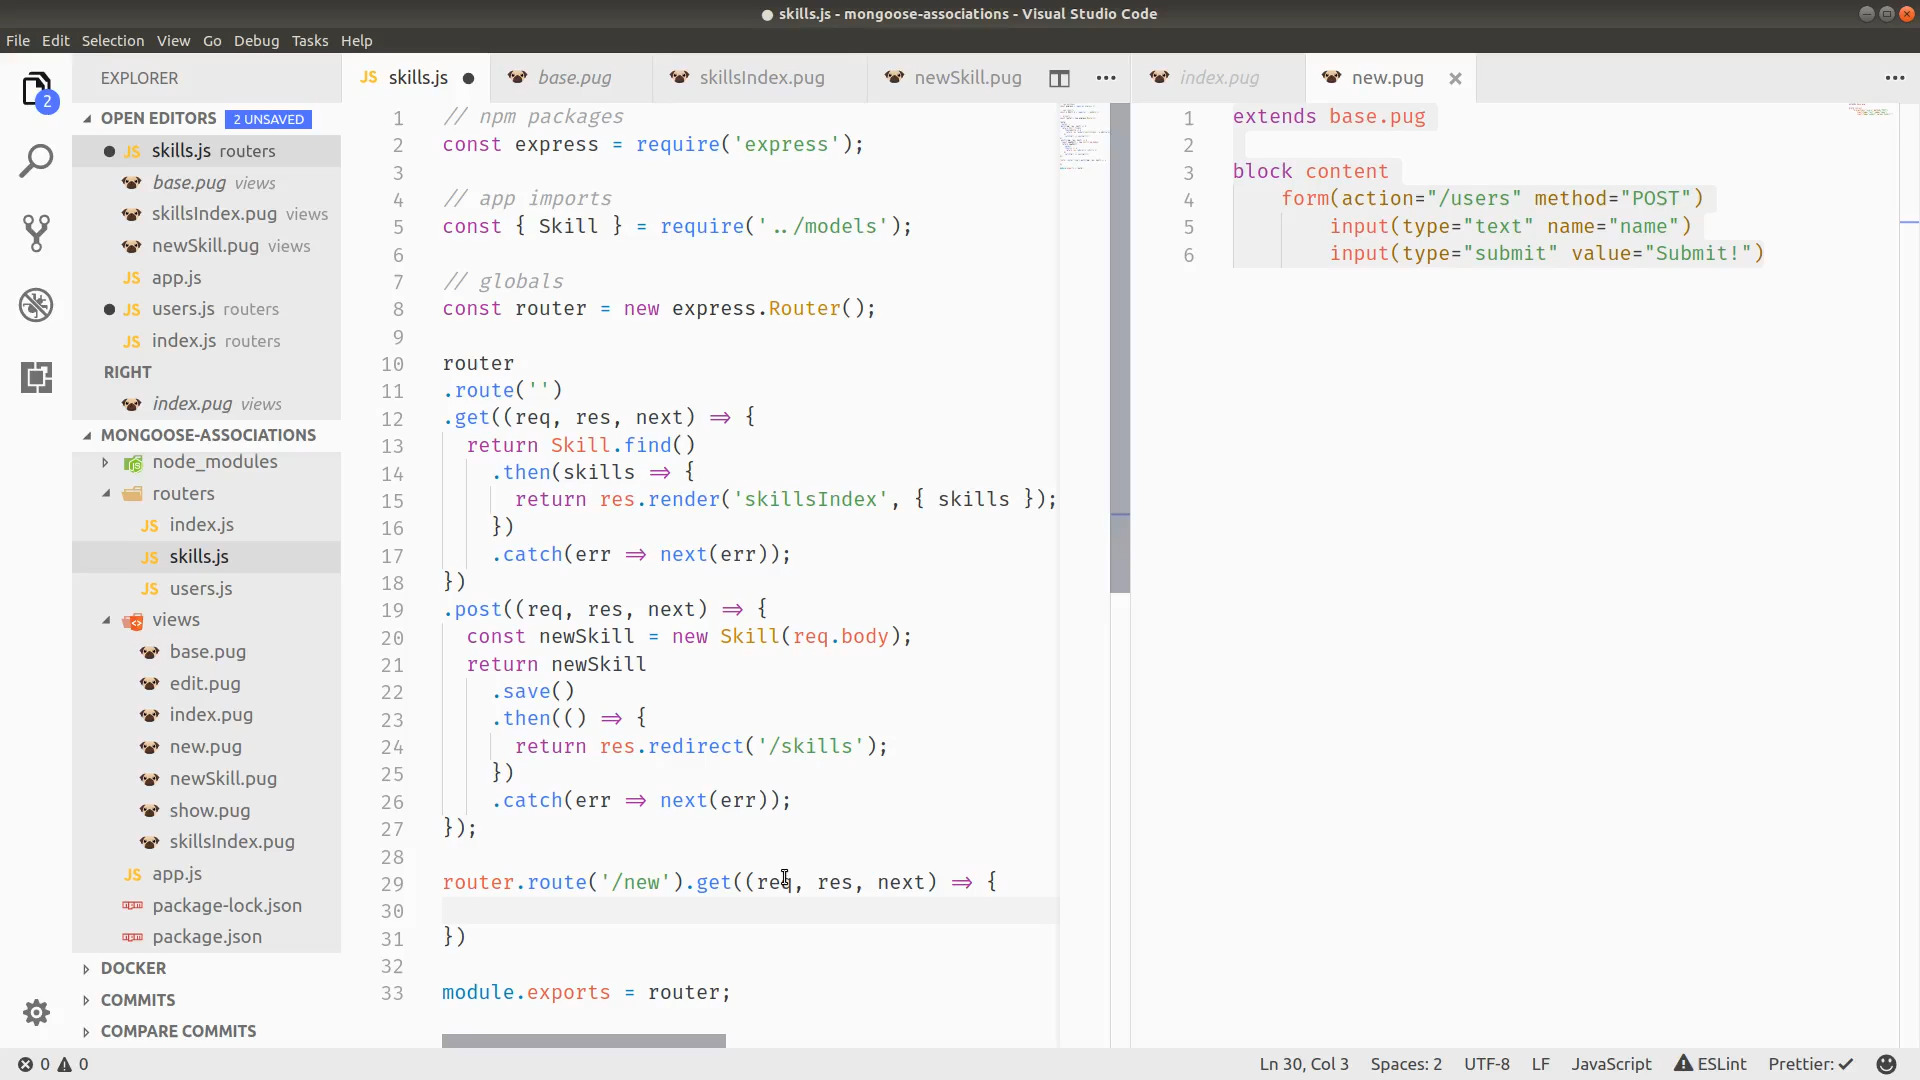 skills.js - mongoose-associations - Visual Studio Code
File Edit Selection View Go Debug Tasks Help
2
EXPLORER
OPEN EDITORS 2 UNSAVED
JS skills.js routers
base.pug views
skillsIndex.pug views
newSkill.pug views
JS app.js
JS users.js routers
JS index.js routers
RIGHT
index.pug views
MONGOOSE-ASSOCIATIONS
node_modules
routers
JS index.js
JS skills.js
JS users.js
views
base.pug
edit.pug
index.pug
new.pug
newSkill.pug
show.pug
skillsIndex.pug
JS app.js
package-lock.json
package.json
DOCKER
COMMITS
COMPARE COMMITS
JS skills.js base.pug skillsIndex.pug newSkill.pug
1 // npm packages
2 const express = require('express');
3
4 // app imports
5 const { Skill } = require('../models');
6
7 // globals
8 const router = new express.Router();
9
10 router
11 .route('')
12 .get((req, res, next) => {
13 return Skill.find()
14 .then(skills => {
15 return res.render('skillsIndex', { skills });
16 })
17 .catch(err => next(err));
18 })
19 .post((req, res, next) => {
20 const newSkill = new Skill(req.body);
21 return newSkill
22 .save()
23 .then(() => {
24 return res.redirect('/skills');
25 })
26 .catch(err => next(err));
27 });
28
29 router.route('/new').get((req, res, next) => {
30
31 })
32
33 module.exports = router;
index.pug new.pug
1 extends base.pug
2
3 block content
4 form(action="/users" method="POST")
5 input(type="text" name="name")
6 input(type="submit" value="Submit!")
0 0
Ln 30, Col 3 Spaces: 2 UTF-8 LF JavaScript ESLint Prettier: ✓